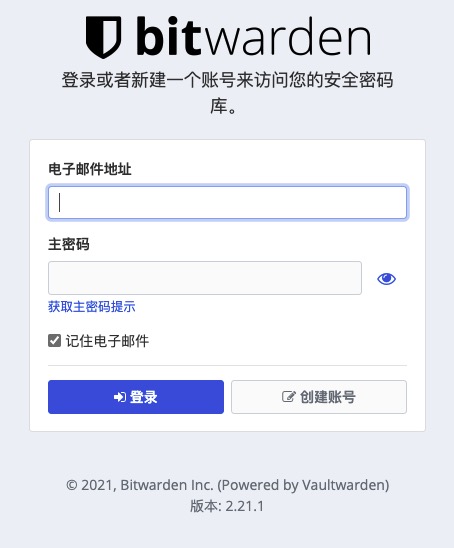 bitwarden
登录或者新建一个账号来访问您的安全密码
库。
电子邮件地址
主密码
获取主密码提示
记住电子邮件
登录 创建账号
© 2021, Bitwarden Inc. (Powered by Vaultwarden)
版本: 2.21.1